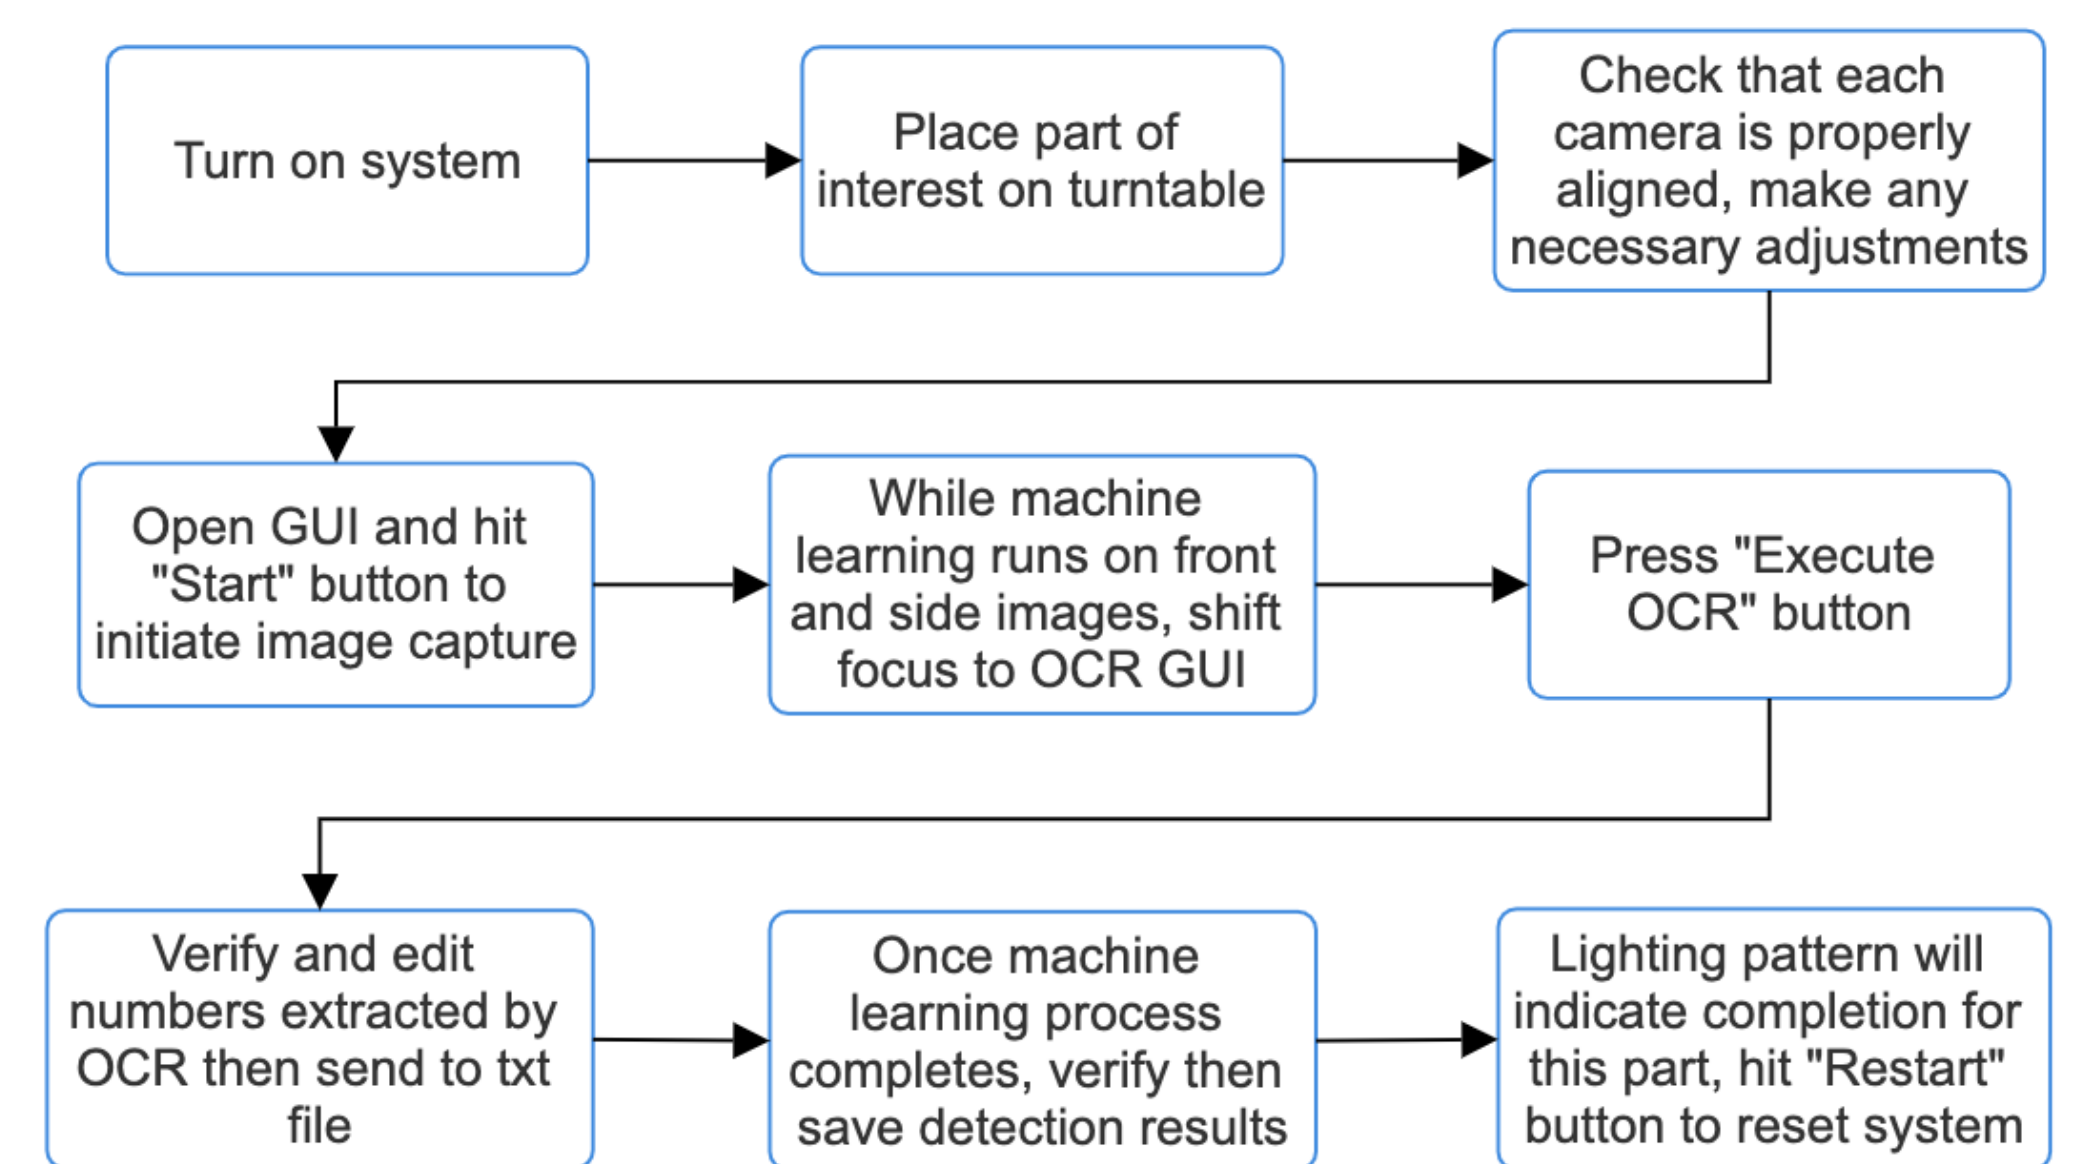 Turn on system
Place part of
interest on turntable
Check that each
camera is properly
aligned, make any
necessary adjustments
Open GUI and hit
"Start" button to
initiate image capture
While machine
learning runs on front
and side images, shift
focus to OCR GUI
Press "Execute
OCR" button
Verify and edit
numbers extracted by
OCR then send to txt
file
Once machine
learning process
completes, verify then
save detection results
Lighting pattern will
indicate completion for
this part, hit "Restart"
button to reset system